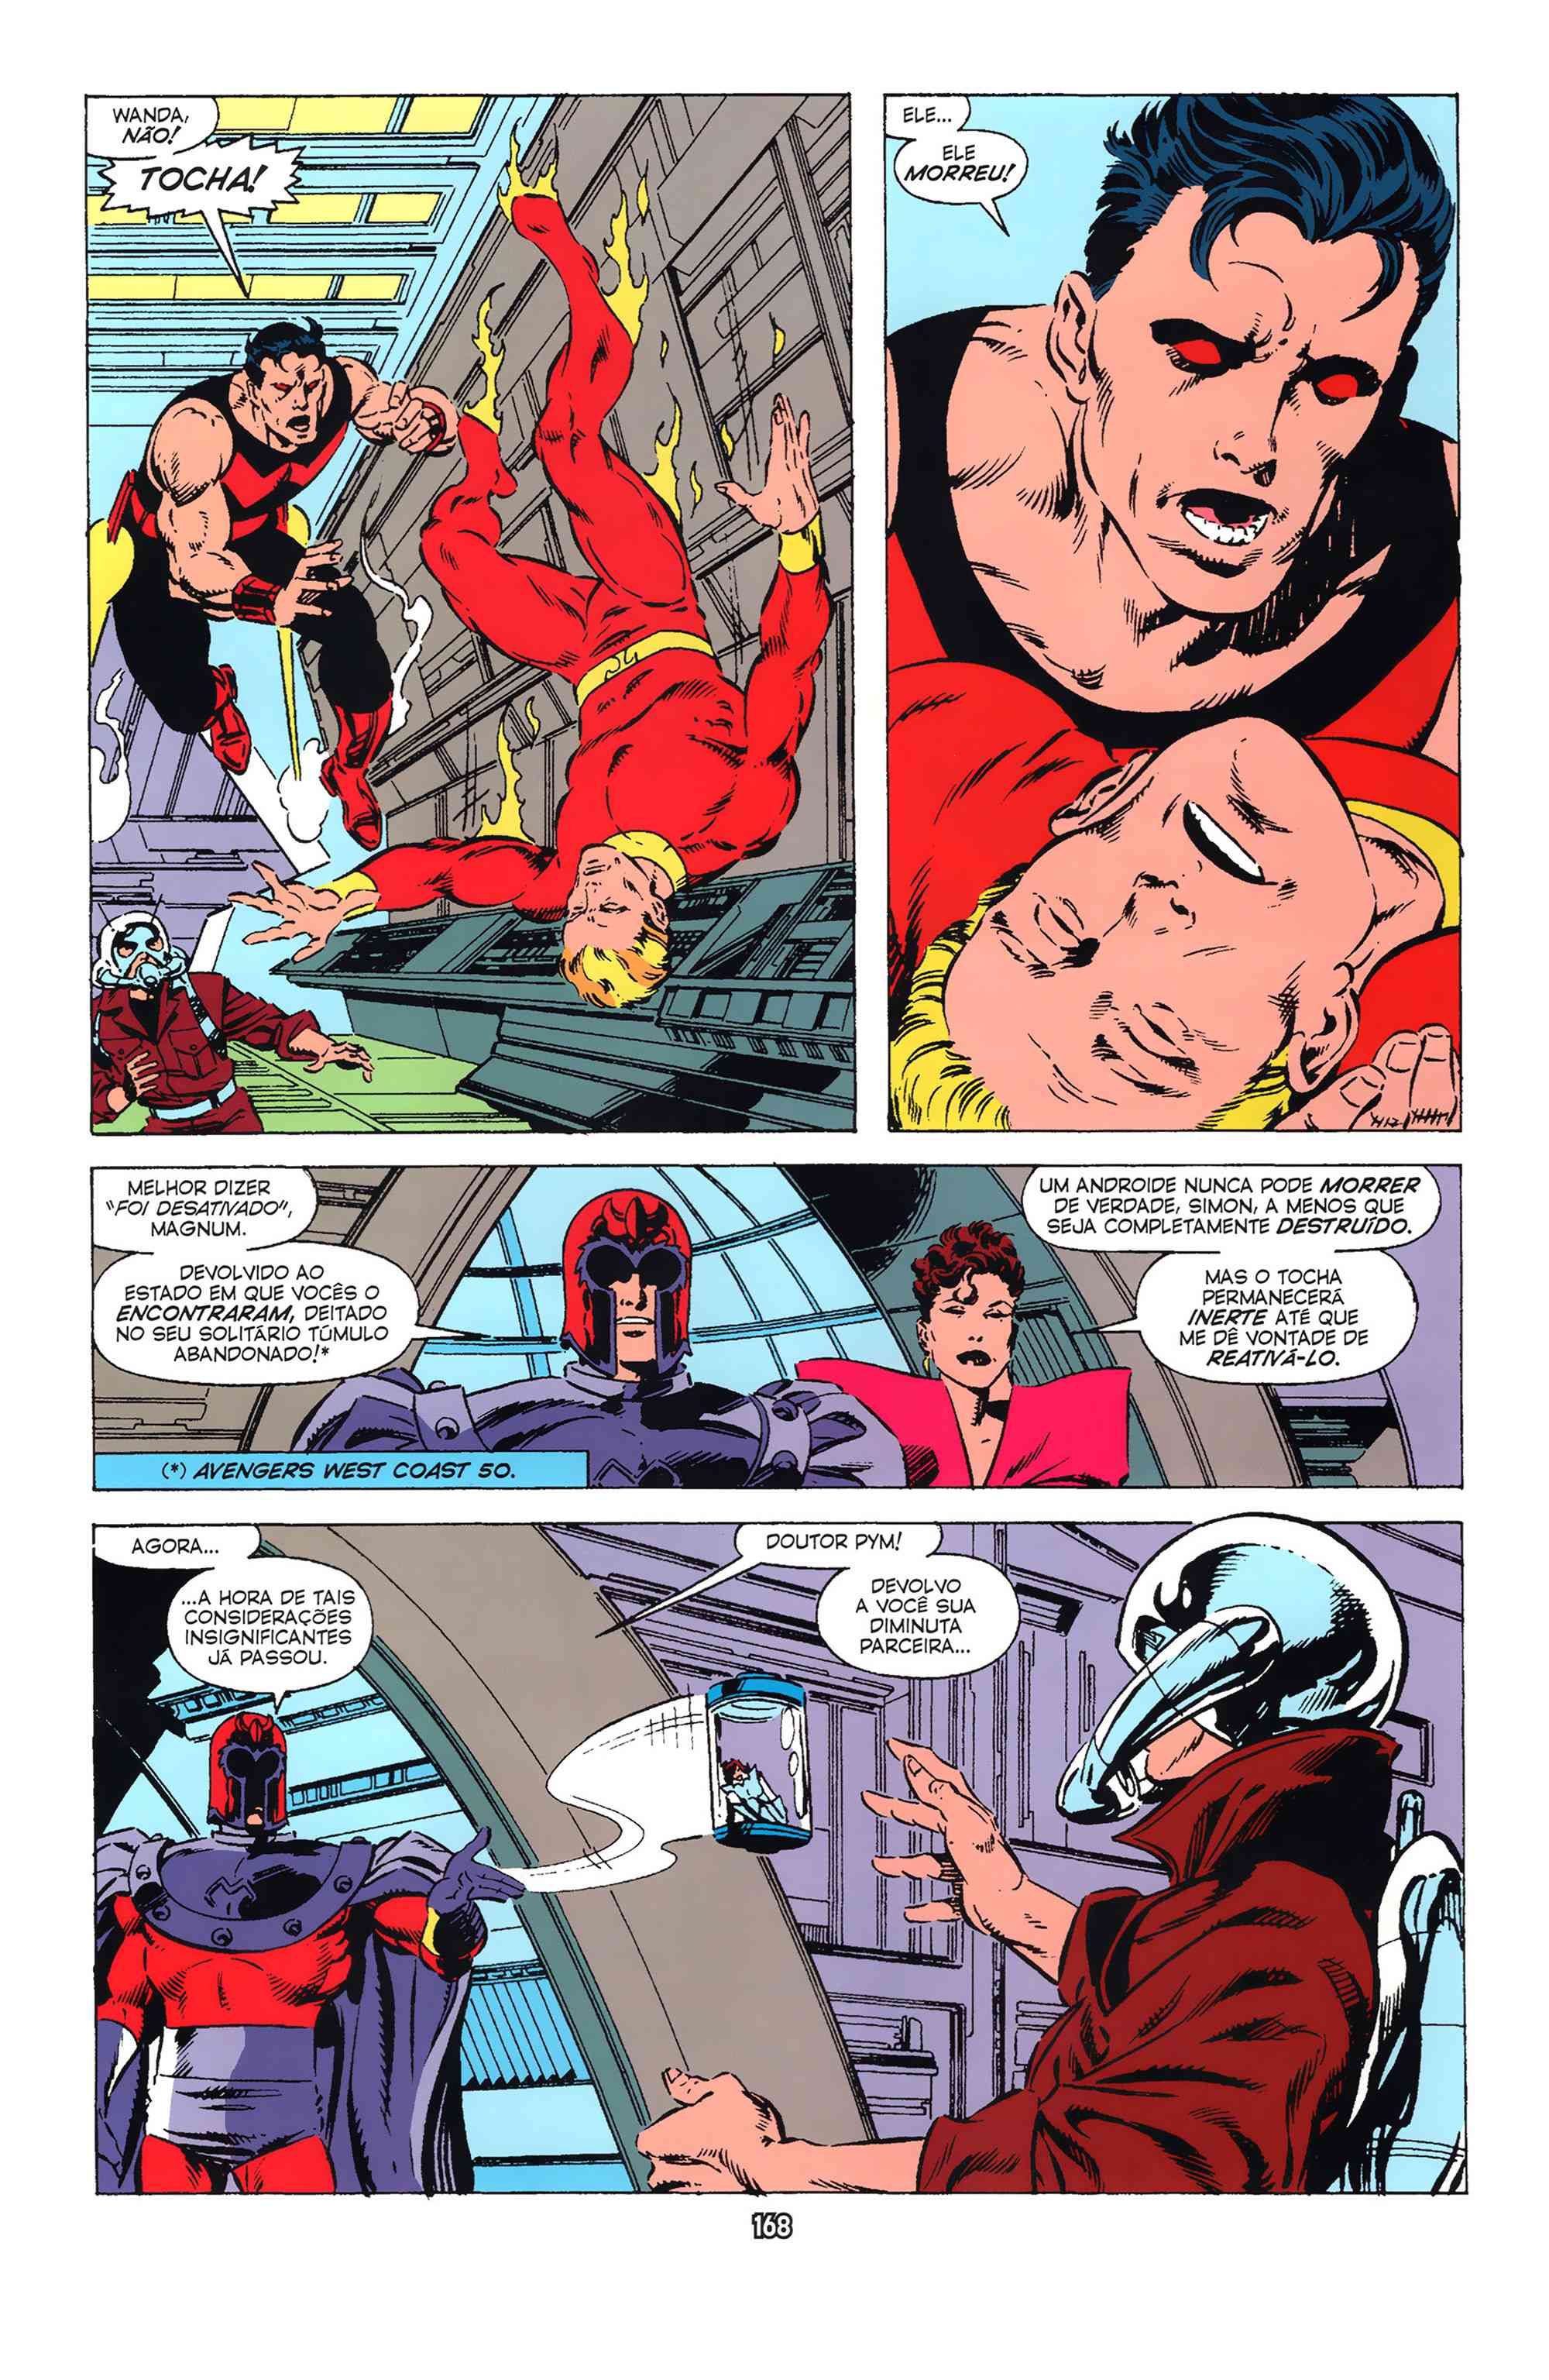 WANDA,
NÃO!
TOCHA!
ELE...
ELE
MORREU!
MELHOR DIZER
"FOI DESATIVADO",
MAGNUM.
DEVOLVIDO AO
ESTADO EM QUE VOCÊS O
ENCONTRARAM, DEITADO
NO SEU SOLITÁRIO TÚMULO
ABANDONADO!*
UM ANDROIDE NUNCA PODE MORRER
DE VERDADE, SIMON, A MENOS QUE
SEJA COMPLETAMENTE DESTRUÍDO.
MAS O TOCHA
PERMANECERÁ
INERTE ATÉ QUE
ME DÊ VONTADE DE
REATIVÁ-LO.
(*) AVENGERS WEST COAST 50.
AGORA...
...A HORA DE TAIS
CONSIDERAÇÕES
INSIGNIFICANTES
JÁ PASSOU.
DOUTOR PYM!
DEVOLVO
A VOCÊ SUA
DIMINUTA
PARCEIRA...
168